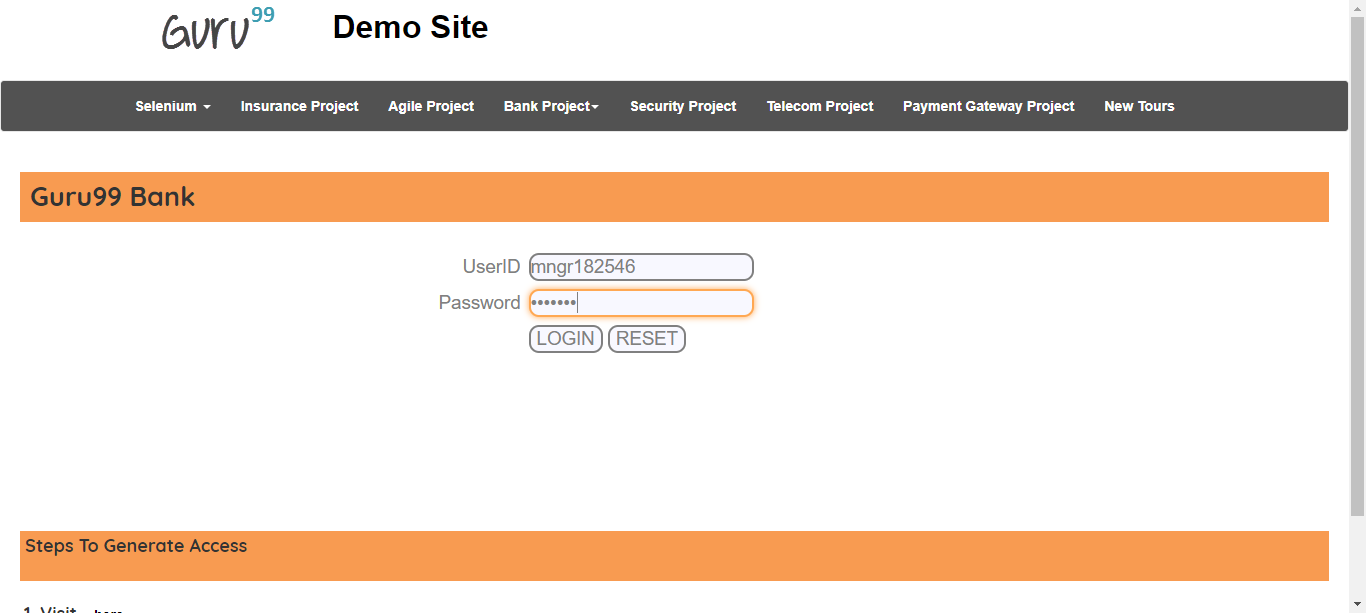 Guru99 Demo Site
Selenium Insurance Project Agile Project Bank Project Security Project Telecom Project Payment Gateway Project New Tours
Guru99 Bank
UserID mngr182546
Password •••••••
LOGIN RESET
Steps To Generate Access
1. Visit - here